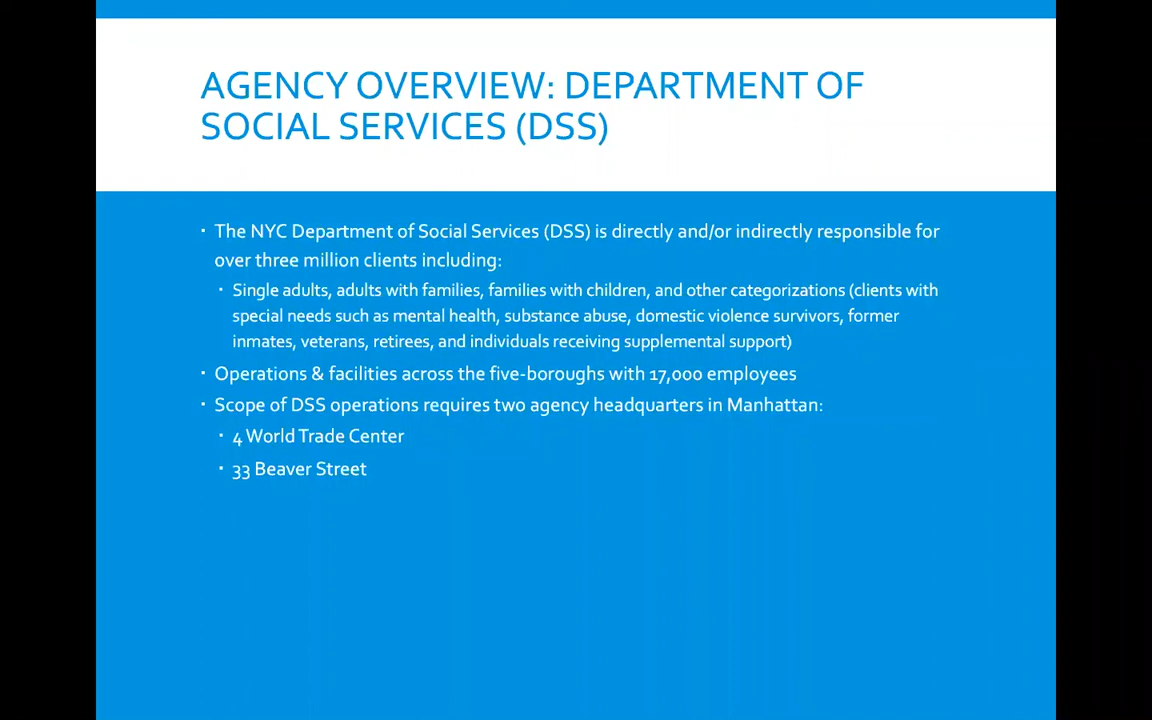 AGENCY OVERVIEW: DEPARTMENT OF
SOCIAL SERVICES (DSS)
▪ The NYC Department of Social Services (DSS) is directly and/or indirectly responsible for
over three million clients including:
▪ Single adults, adults with families, families with children, and other categorizations (clients with
special needs such as mental health, substance abuse, domestic violence survivors, former
inmates, veterans, retirees, and individuals receiving supplemental support)
▪ Operations & facilities across the five-boroughs with 17,000 employees
▪ Scope of DSS operations requires two agency headquarters in Manhattan:
▪ 4 World Trade Center
▪ 33 Beaver Street